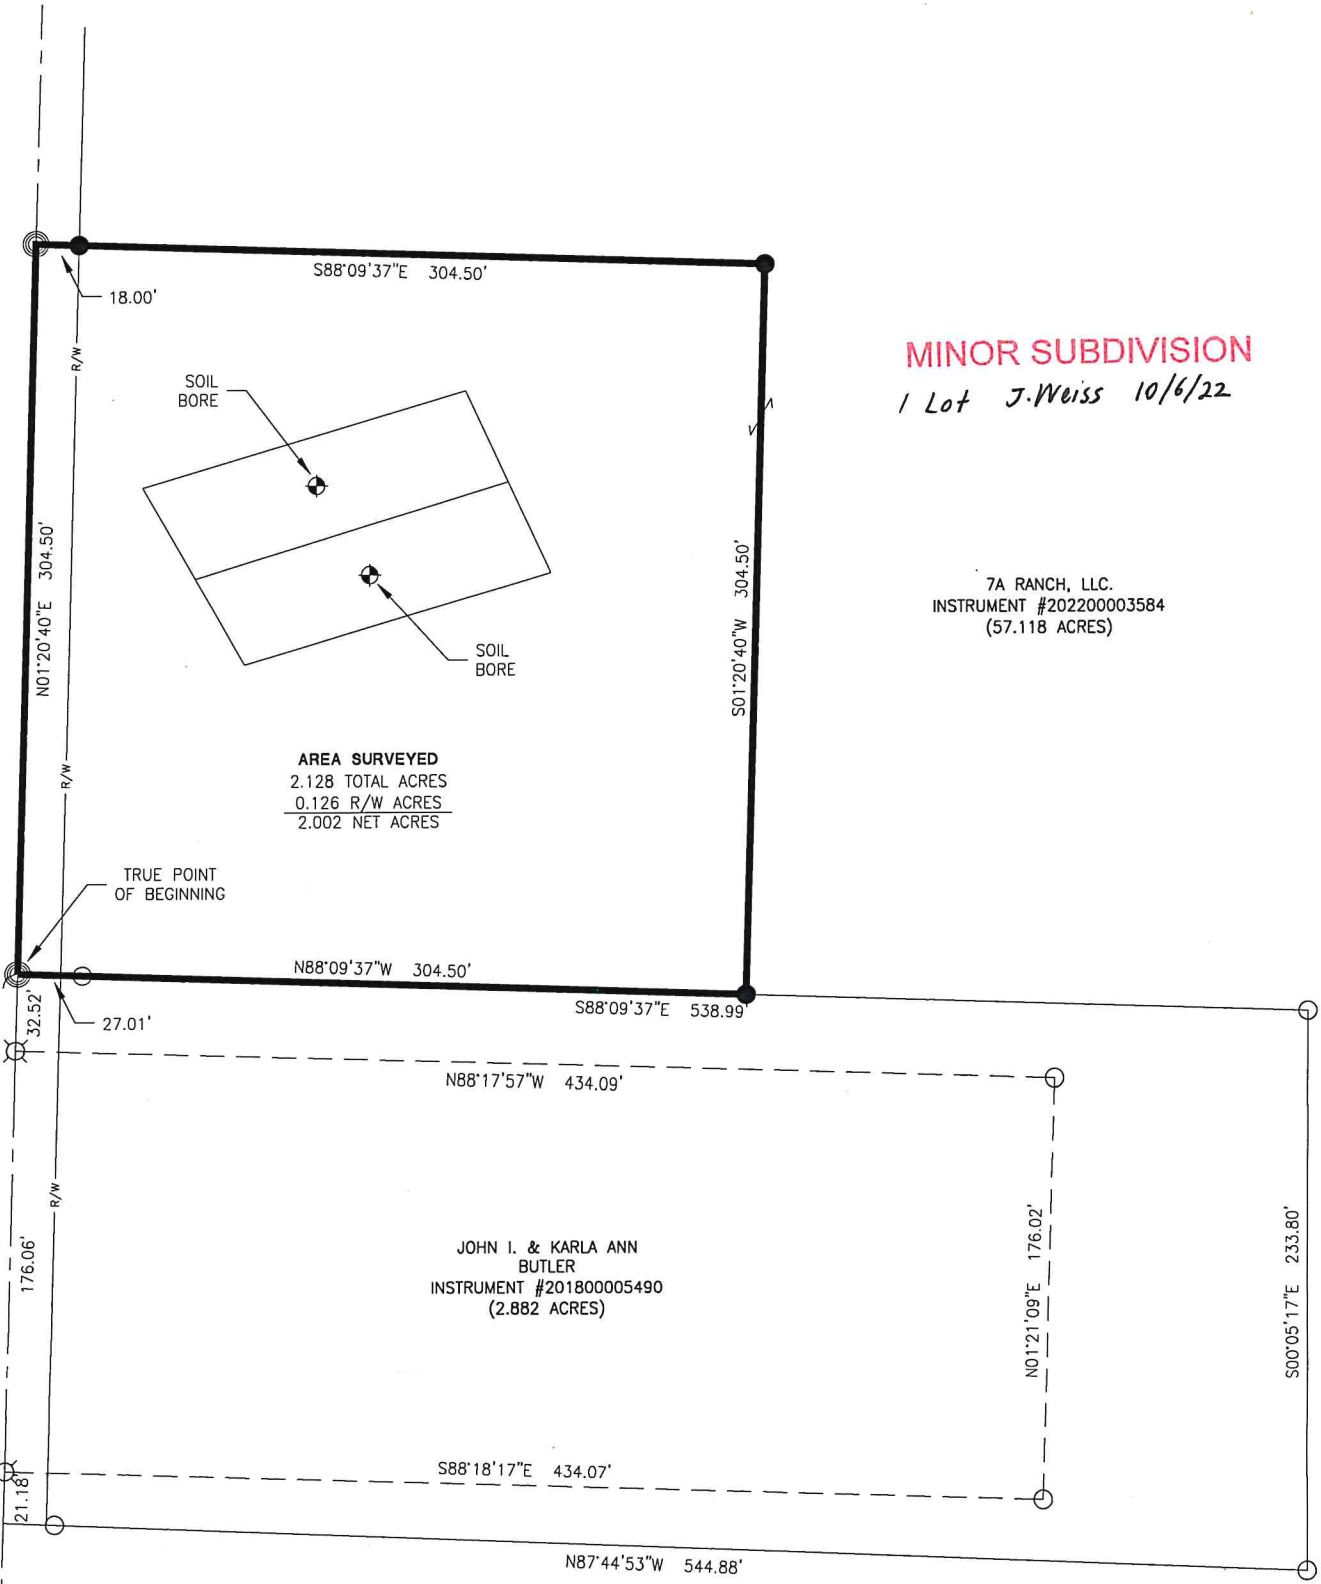 S88°09'37"E 304.50'
18.00'
R/W
MINOR SUBDIVISION
1 Lot J. Weiss 10/6/22
SOIL
BORE
N01°20'40"E 304.50'
S01°20'40"W 304.50'
7A RANCH, LLC.
INSTRUMENT #202200003584
(57.118 ACRES)
SOIL
BORE
R/W
AREA SURVEYED
2.128 TOTAL ACRES
0.126 R/W ACRES
2.002 NET ACRES
TRUE POINT
OF BEGINNING
N88°09'37"W 304.50'
S88°09'37"E 538.99'
32.52'
27.01'
N88°17'57"W 434.09'
R/W
176.06'
JOHN I. & KARLA ANN
BUTLER
INSTRUMENT #201800005490
(2.882 ACRES)
N01°21'09"E 176.02'
S00°05'17"E 233.80'
S88°18'17"E 434.07'
21.18'
N87°44'53"W 544.88'